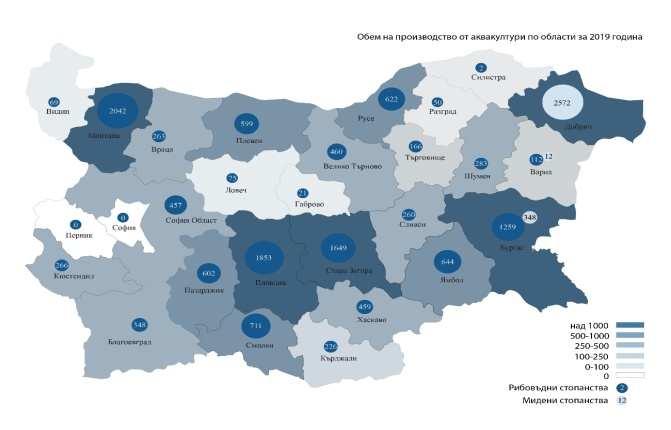 Обем на производство от аквакултури по области за 2019 година
2
Силистра
69
Видин
2042
Монтана
263
Враца
599
Плевен
622
Русе
50
Разград
2572
Добрич
460
Велико Търново
166
Търговище
283
Шумен
112 12
Варна
75
Ловеч
21
Габрово
0
Перник
0
София
457
София Област
260
Сливен
348
1259
Бургас
266
Кюстендил
602
Пазарджик
1853
Пловдив
1649
Стара Загора
644
Ямбол
348
Благоевград
711
Смолян
459
Хасково
226
Кърджали
над 1000
500-1000
250-500
100-250
0-100
0
Рибовъдни стопанства 2
Мидени стопанства 12